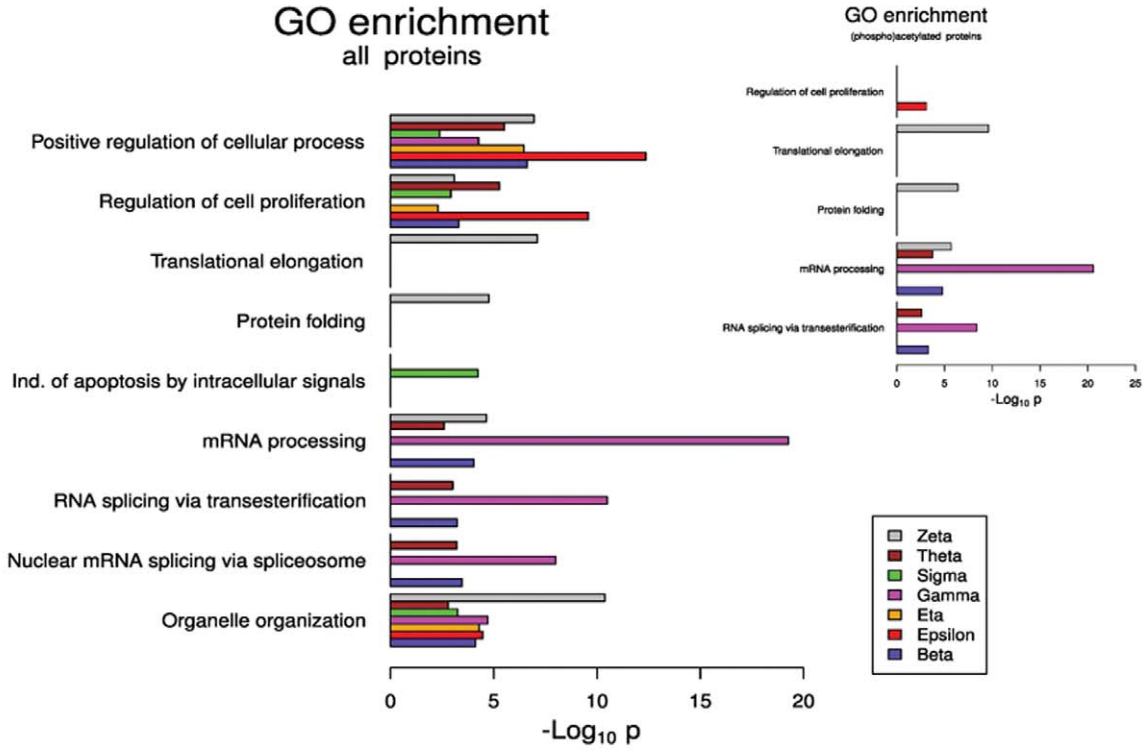 GO enrichment
all proteins
Positive regulation of cellular process
Regulation of cell proliferation
Translational elongation
Protein folding
Ind. of apoptosis by intracellular signals
mRNA processing
RNA splicing via transesterification
Nuclear mRNA splicing via spliceosome
Organelle organization
0 5 10 15 20
-Log₁₀ p
GO enrichment
(phospho)acetylated proteins
Regulation of cell proliferation
Translational elongation
Protein folding
mRNA processing
RNA splicing via transesterification
0 5 10 15 20 25
-Log₁₀ p
Zeta
Theta
Sigma
Gamma
Eta
Epsilon
Beta